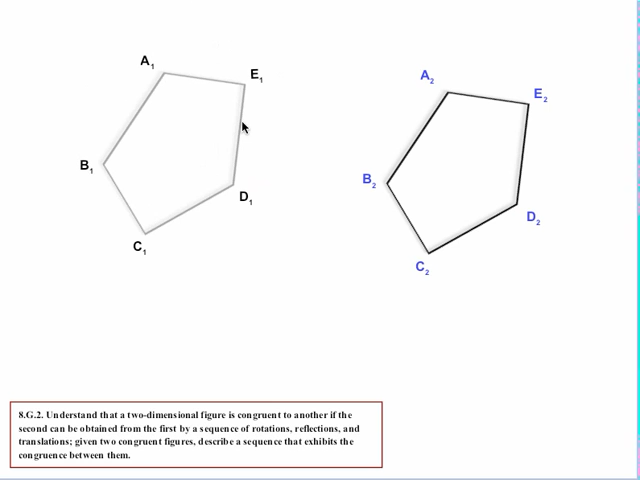 A1
E1
B1
D1
C1
A2
E2
B2
D2
C2
8.G.2. Understand that a two-dimensional figure is congruent to another if the
second can be obtained from the first by a sequence of rotations, reflections, and
translations; given two congruent figures, describe a sequence that exhibits the
congruence between them.